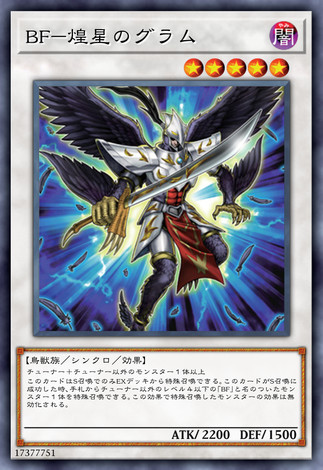 BF－煌星のグラム
やみ
闇
【鳥獣族／シンクロ／効果】
チューナー＋チューナー以外のモンスター１体以上
このカードはS召喚でのみEXデッキから特殊召喚できる。このカードがS召喚
に成功した時、手札からチューナー以外のレベル４以下の「BF」と名のついたモン
スター１体を特殊召喚できる。この効果で特殊召喚したモンスターの効果は無
効化される。
ATK/ 2200 DEF/1500
17377751